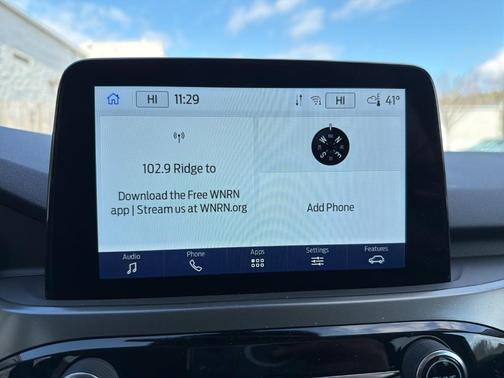 HI 11:29 HI 41°
102.9 Ridge to
Download the Free WNRN
app | Stream us at WNRN.org
N E S W
Add Phone
Audio Phone Apps Settings Features